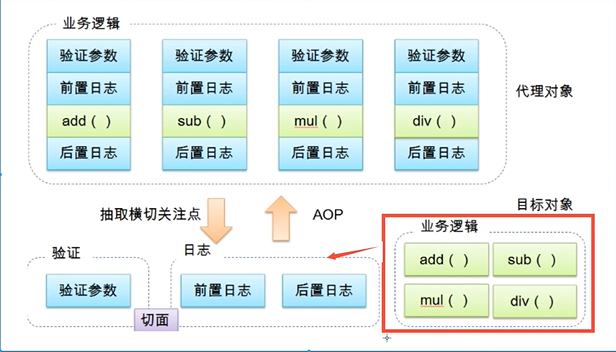 业务逻辑
验证参数 验证参数 验证参数 验证参数
前置日志 前置日志 前置日志 前置日志
代理对象
add（ ） sub（ ） mul（ ） div（ ）
后置日志 后置日志 后置日志 后置日志
抽取横切关注点
AOP
目标对象
业务逻辑
验证
日志
add（ ） sub（ ）
验证参数
前置日志 后置日志
mul（ ） div（ ）
切面